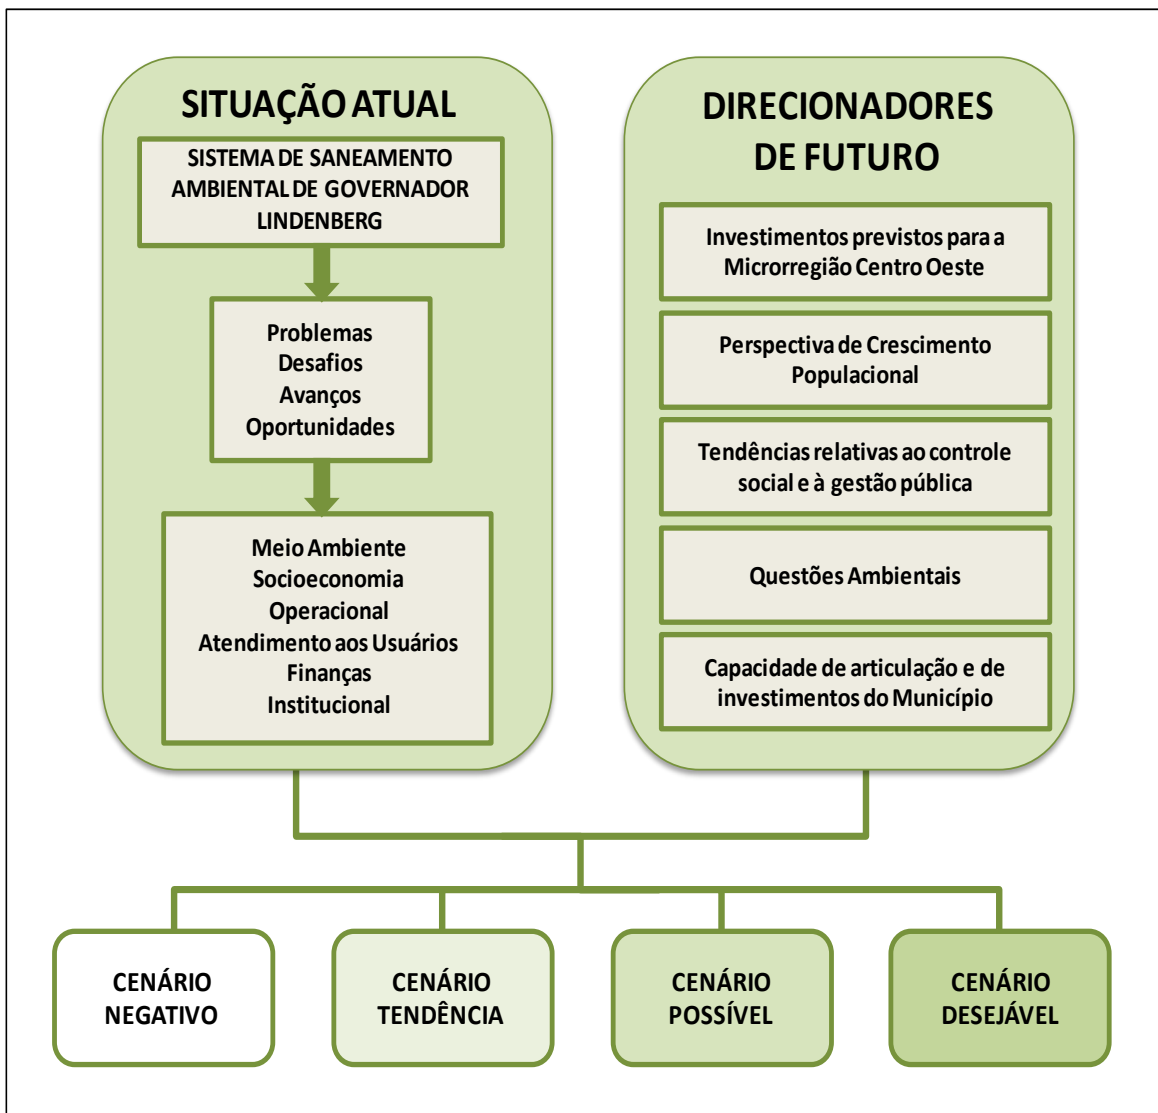 SITUAÇÃO ATUAL
SISTEMA DE SANEAMENTO
AMBIENTAL DE GOVERNADOR
LINDENBERG
Problemas
Desafios
Avanços
Oportunidades
Meio Ambiente
Socioeconomia
Operacional
Atendimento aos Usuários
Finanças
Institucional
DIRECIONADORES
DE FUTURO
Investimentos previstos para a
Microrregião Centro Oeste
Perspectiva de Crescimento
Populacional
Tendências relativas ao controle
social e à gestão pública
Questões Ambientais
Capacidade de articulação e de
investimentos do Município
CENÁRIO
NEGATIVO
CENÁRIO
TENDÊNCIA
CENÁRIO
POSSÍVEL
CENÁRIO
DESEJÁVEL